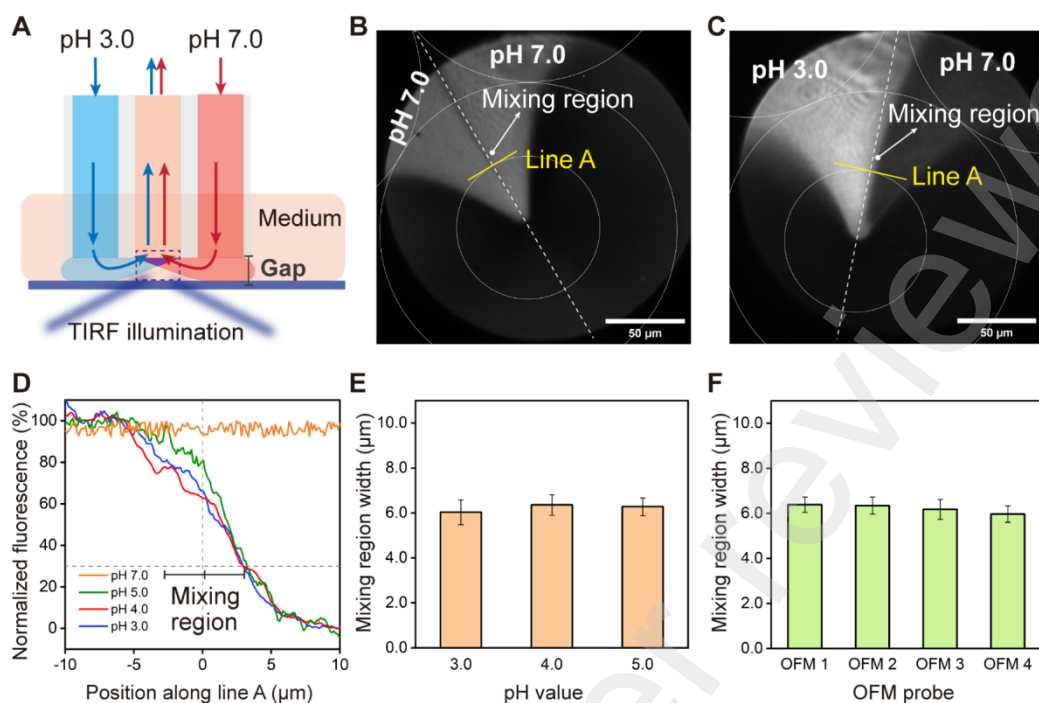 A
pH 3.0
pH 7.0
Medium
Gap
TIRF illumination
B
pH 7.0
pH 7.0
Mixing region
Line A
50 µm
C
pH 3.0
pH 7.0
Mixing region
Line A
50 µm
D
Normalized fluorescence (%)
100
80
60
40
30
20
0
pH 7.0
pH 5.0
pH 4.0
pH 3.0
Mixing
region
-10
-5
0
5
10
Position along line A (µm)
E
Mixing region width (µm)
10.0
8.0
6.0
4.0
2.0
0.0
3.0
4.0
5.0
pH value
F
Mixing region width (µm)
10.0
8.0
6.0
4.0
2.0
0.0
OFM 1
OFM 2
OFM 3
OFM 4
OFM probe
er review